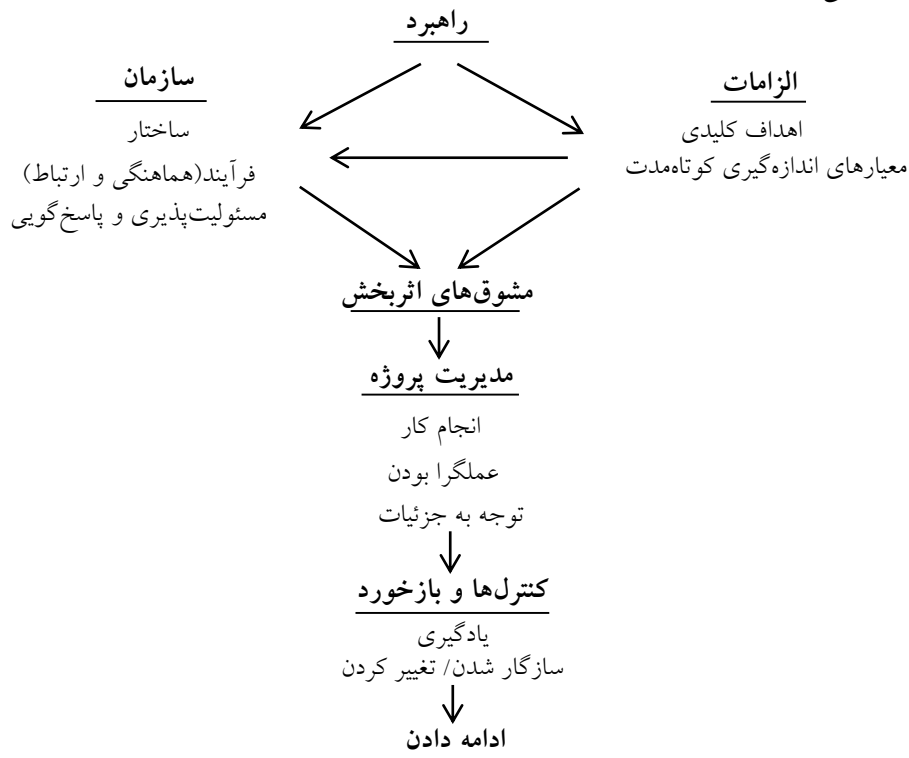 راهبرد
الزامات
اهداف کلیدی
معیارهای اندازه‌گیری کوتاه‌مدت
سازمان
ساختار
فرآیند(هماهنگی و ارتباط)
مسئولیت‌پذیری و پاسخ‌گویی
مشوق‌های اثربخش
مدیریت پروژه
انجام کار
عملگرا بودن
توجه به جزئیات
کنترل‌ها و بازخورد
یادگیری
سازگار شدن/ تغییر کردن
ادامه دادن